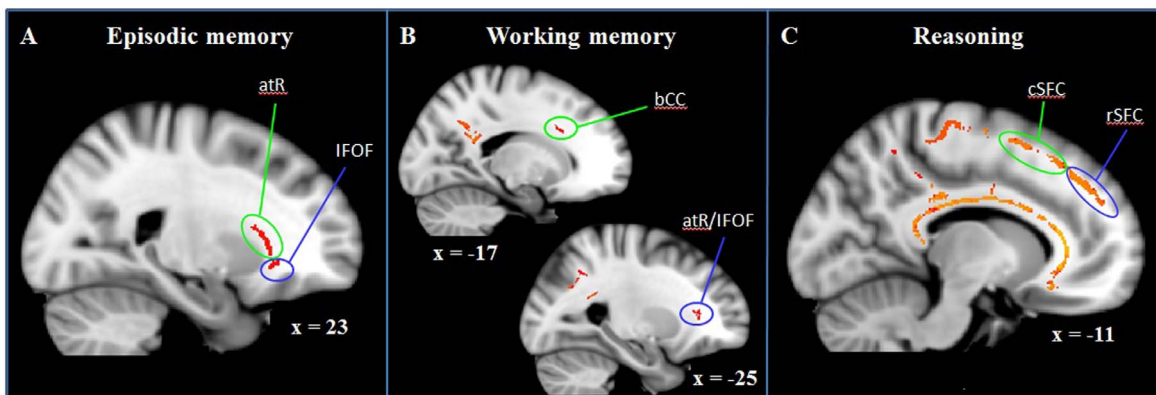 A
Episodic memory
atR
IFOF
x = 23
B
Working memory
bCC
x = -17
atR/IFOF
x = -25
C
Reasoning
cSFC
rSFC
x = -11